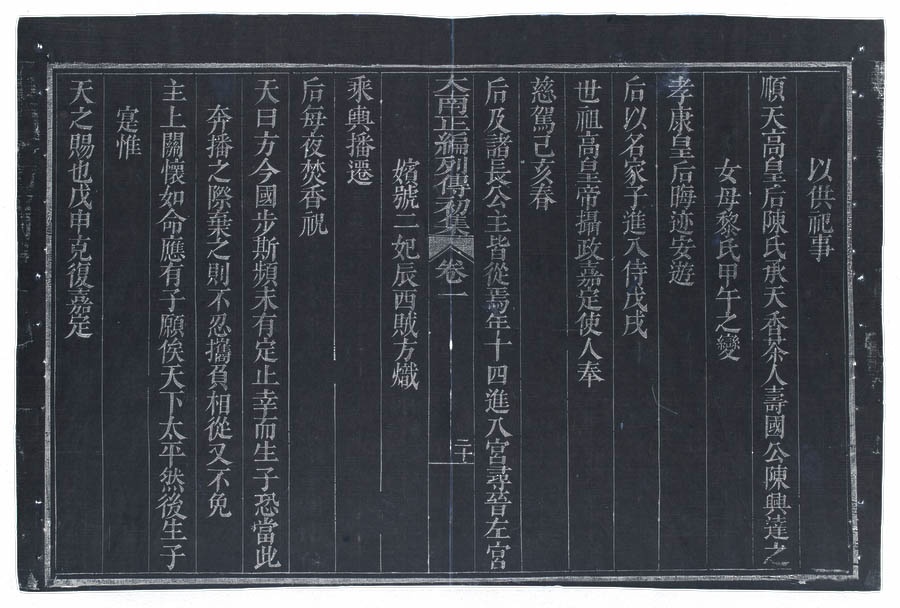 以供祀事
順天高皇后陳氏承天香茶人壽國公陳興達之
女母黎氏甲午之變
孝康皇后晦迹安遊
后以名家子進入侍戊戌
世祖高皇帝攝政嘉定使人奉
慈駕己亥春
后及諸長公主皆從焉年十四進入宮尋晉左宮
大南正編列傳初集 卷一 二十
嬪號二妃辰西賊方熾
乘輿播遷
后每夜焚香祝
天曰方今國步斯頻未有定止幸而生子恐當此
奔播之際棄之則不忍攜負相從又不免
主上關懷如命應有子願俟天下太平然後生子
寔惟
天之賜也戊申克復嘉定